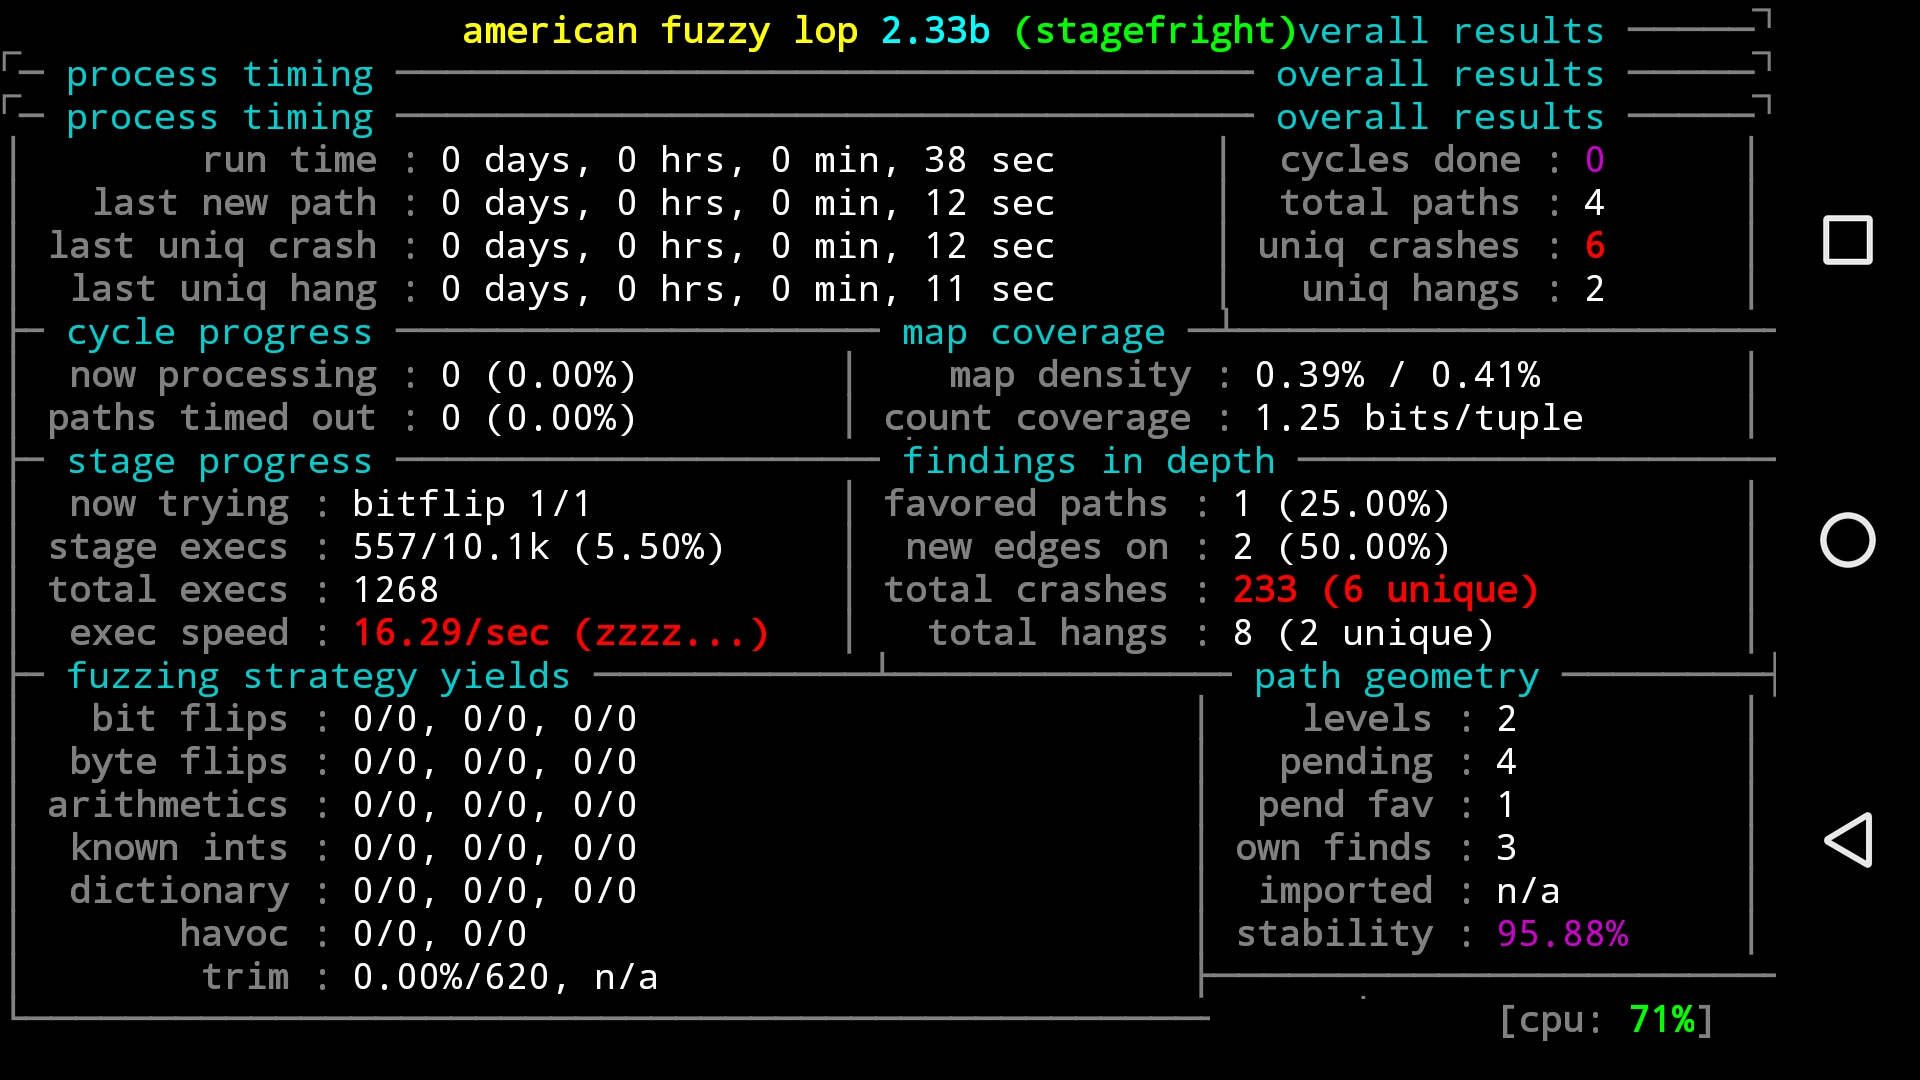 american fuzzy lop 2.33b (stagefright)verall results
process timing overall results
process timing overall results
run time : 0 days, 0 hrs, 0 min, 38 sec cycles done : 0
last new path : 0 days, 0 hrs, 0 min, 12 sec total paths : 4
last uniq crash : 0 days, 0 hrs, 0 min, 12 sec uniq crashes : 6
last uniq hang : 0 days, 0 hrs, 0 min, 11 sec uniq hangs : 2
cycle progress map coverage
now processing : 0 (0.00%) map density : 0.39% / 0.41%
paths timed out : 0 (0.00%) count coverage : 1.25 bits/tuple
stage progress findings in depth
now trying : bitflip 1/1 favored paths : 1 (25.00%)
stage execs : 557/10.1k (5.50%) new edges on : 2 (50.00%)
total execs : 1268 total crashes : 233 (6 unique)
exec speed : 16.29/sec (zzzz...) total hangs : 8 (2 unique)
fuzzing strategy yields path geometry
bit flips : 0/0, 0/0, 0/0 levels : 2
byte flips : 0/0, 0/0, 0/0 pending : 4
arithmetics : 0/0, 0/0, 0/0 pend fav : 1
known ints : 0/0, 0/0, 0/0 own finds : 3
dictionary : 0/0, 0/0, 0/0 imported : n/a
havoc : 0/0, 0/0 stability : 95.88%
trim : 0.00%/620, n/a
[cpu: 71%]